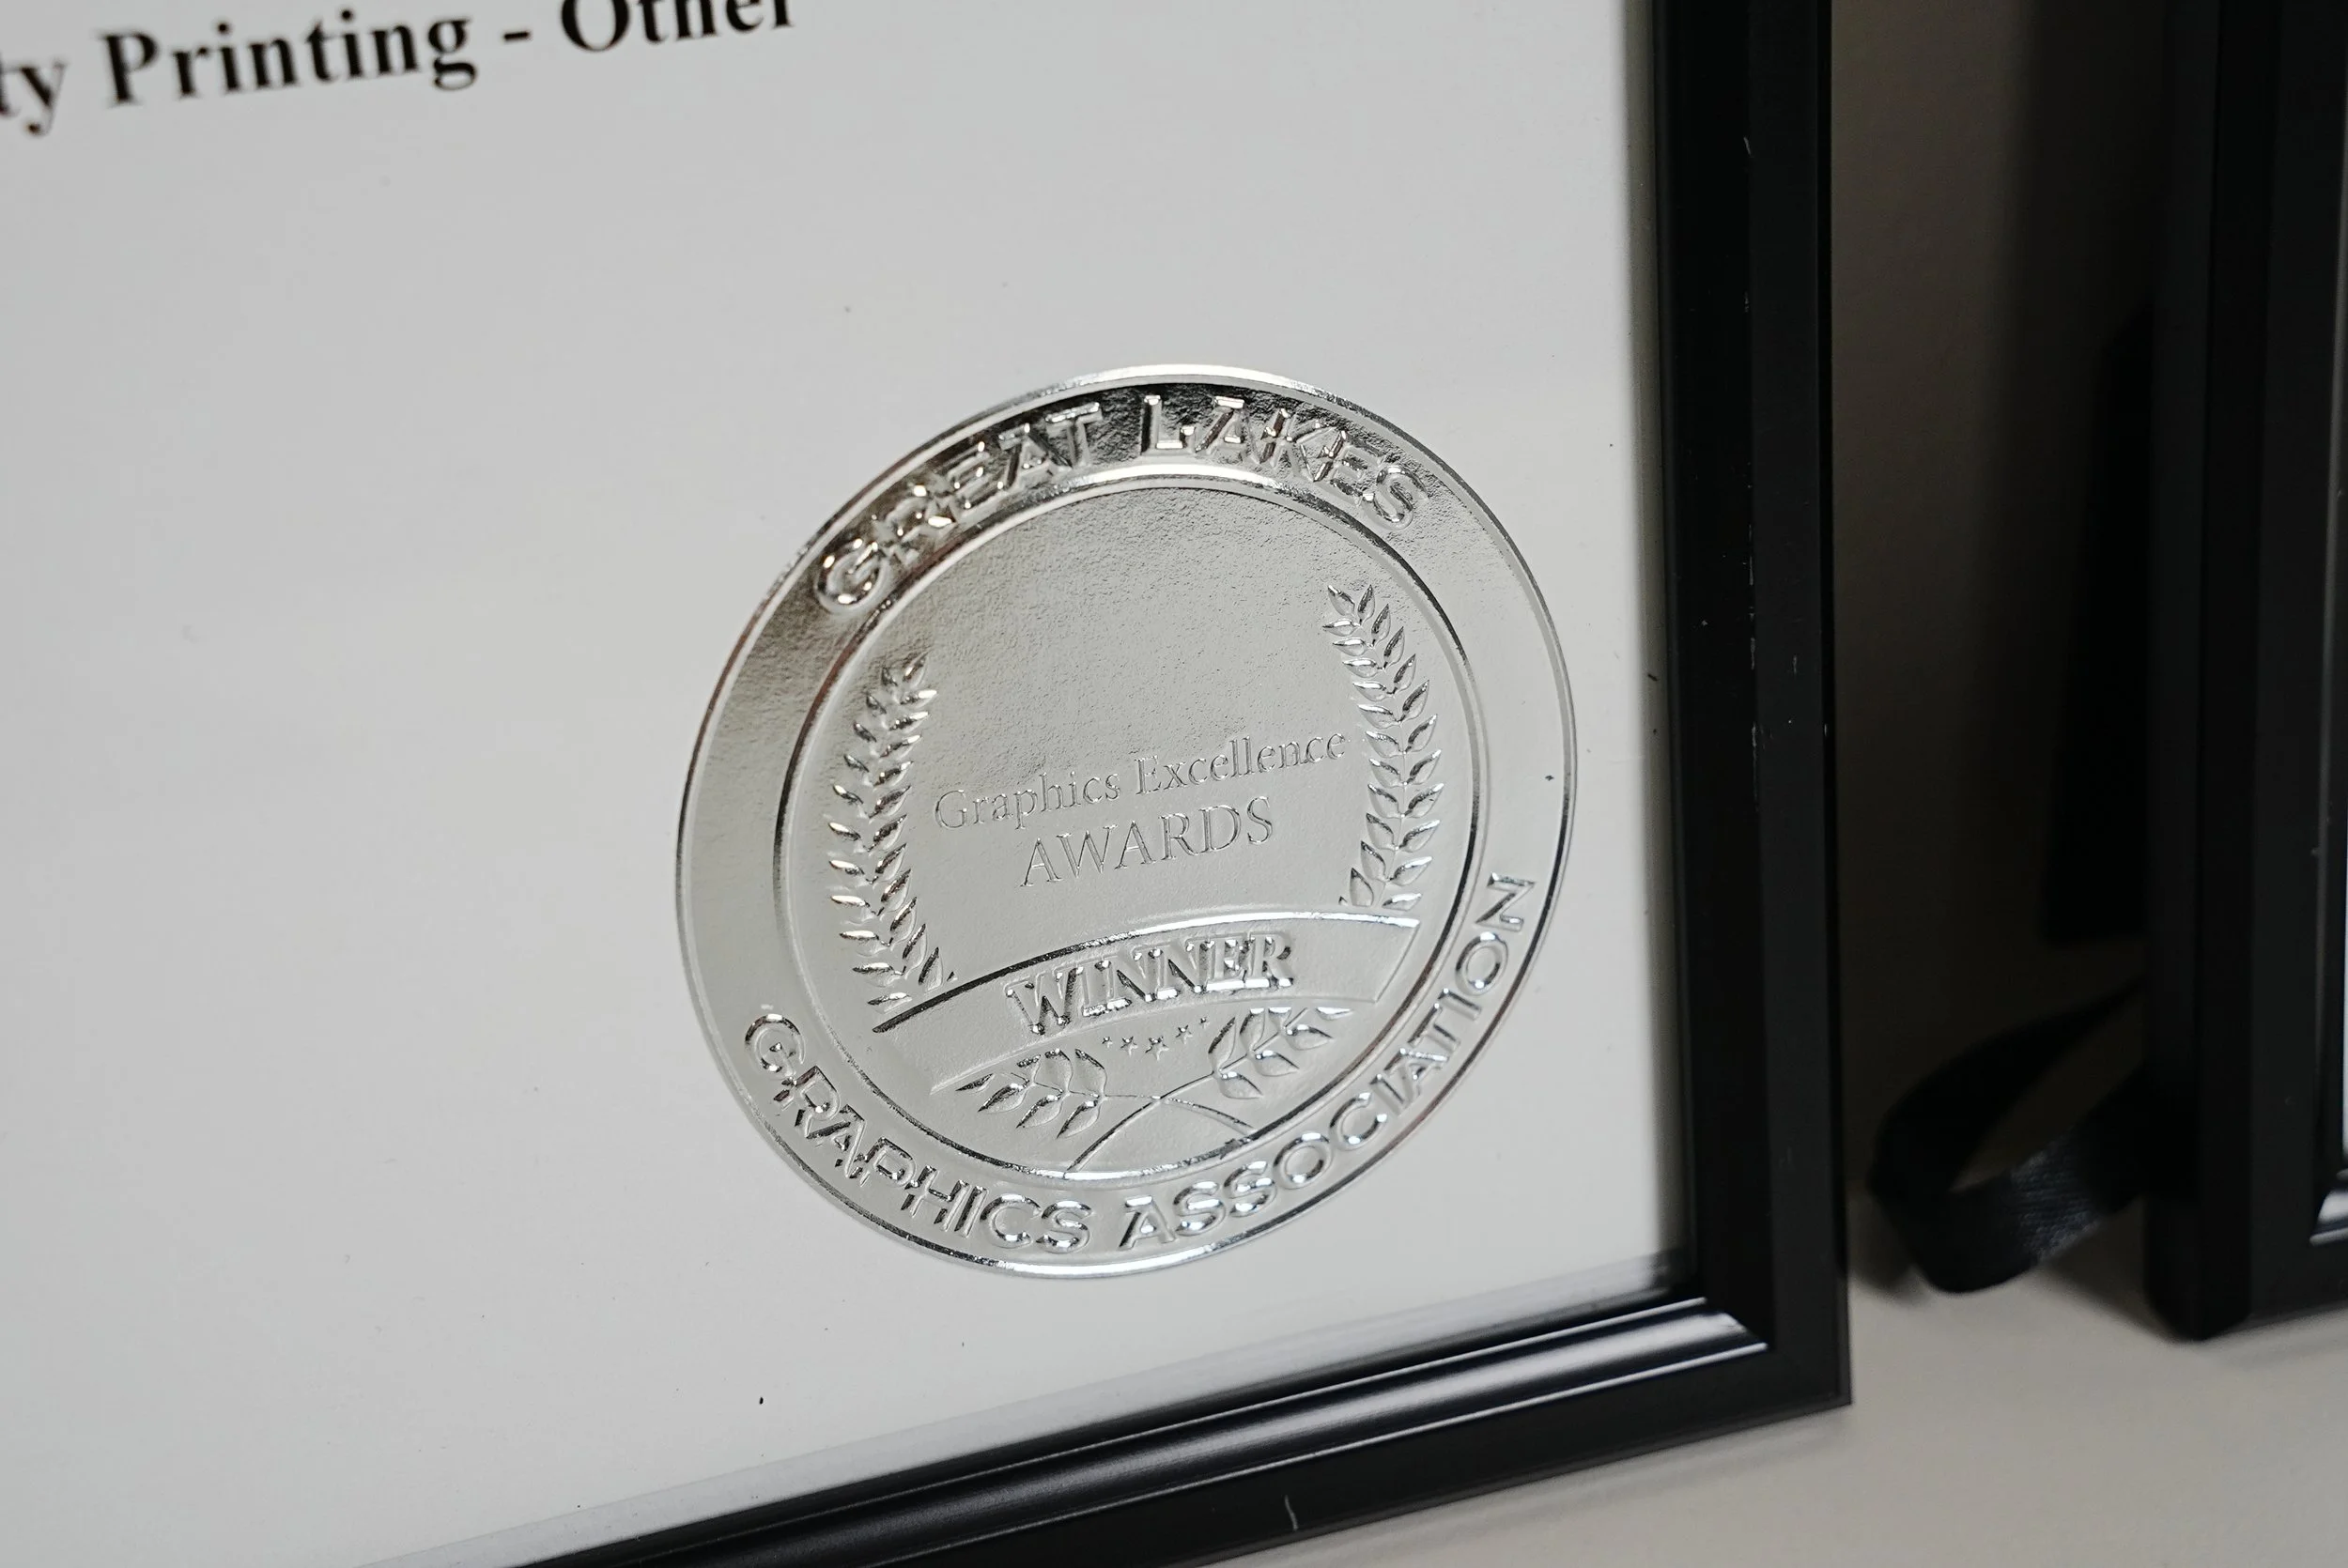 ty Printing - Other
GREAT LAKES
Graphics Excellence
AWARDS
WINNER
GRAPHICS ASSOCIATION